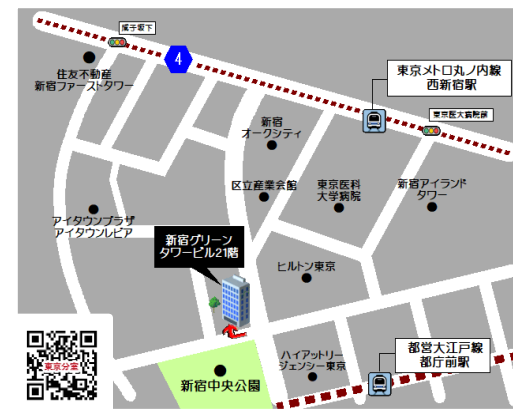 成子坂下
4
住友不動産
新宿ファーストタワー
東京メトロ丸ノ内線
西新宿駅
東京医大病院前
新宿
オークシティ
区立産業会館
東京医科
大学病院
新宿アイランド
タワー
アイタウンプラザ
アイタウンレピア
新宿グリーン
タワービル21階
ヒルトン東京
東京分室
新宿中央公園
ハイアットリー
ジェンシー東京
都営大江戸線
都庁前駅